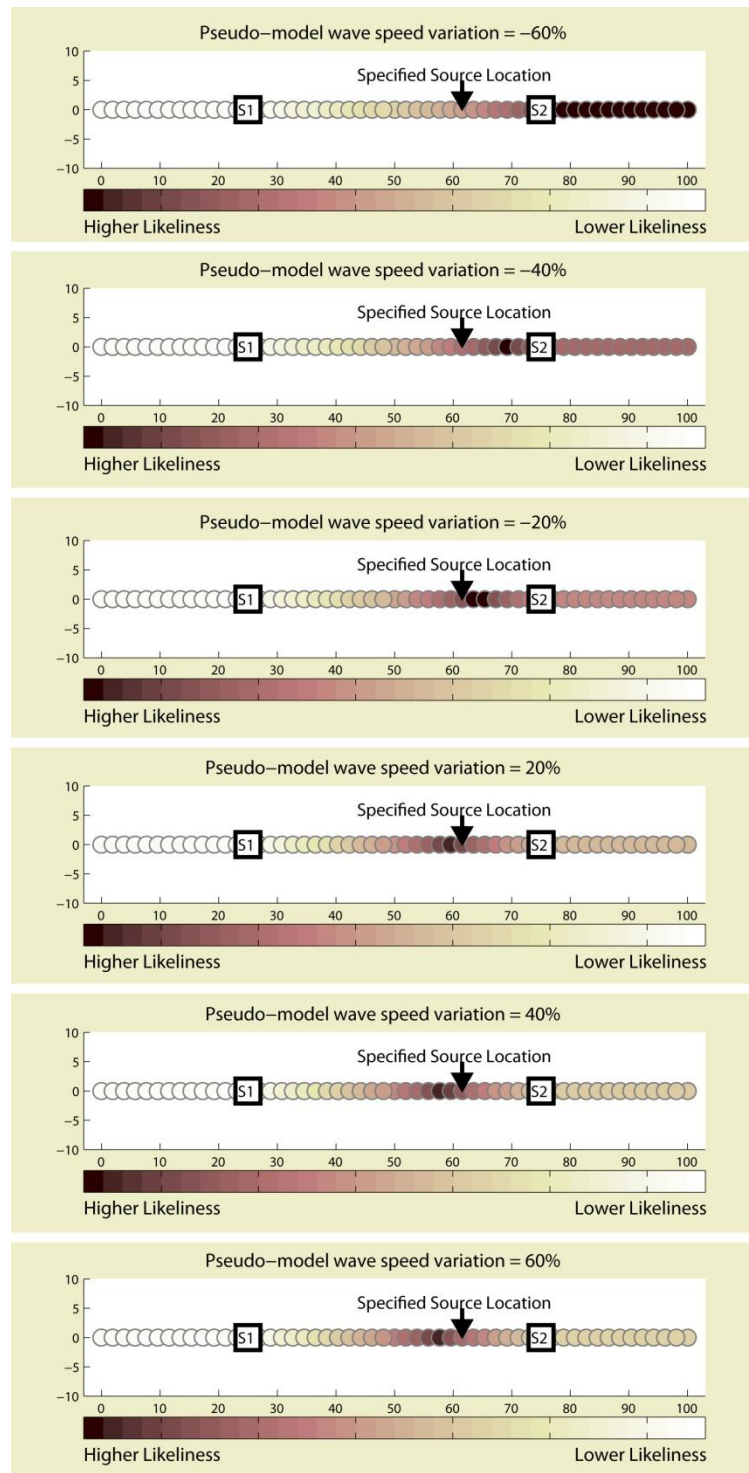 Pseudo−model wave speed variation = −60%
10
Specified Source Location
5
0
S1
S2
−5
−10
0 10 20 30 40 50 60 70 80 90 100
Higher Likeliness Lower Likeliness
Pseudo−model wave speed variation = −40%
10
Specified Source Location
5
0
S1
S2
−5
−10
0 10 20 30 40 50 60 70 80 90 100
Higher Likeliness Lower Likeliness
Pseudo−model wave speed variation = −20%
10
Specified Source Location
5
0
S1
S2
−5
−10
0 10 20 30 40 50 60 70 80 90 100
Higher Likeliness Lower Likeliness
Pseudo−model wave speed variation = 20%
10
Specified Source Location
5
0
S1
S2
−5
−10
0 10 20 30 40 50 60 70 80 90 100
Higher Likeliness Lower Likeliness
Pseudo−model wave speed variation = 40%
10
Specified Source Location
5
0
S1
S2
−5
−10
0 10 20 30 40 50 60 70 80 90 100
Higher Likeliness Lower Likeliness
Pseudo−model wave speed variation = 60%
10
Specified Source Location
5
0
S1
S2
−5
−10
0 10 20 30 40 50 60 70 80 90 100
Higher Likeliness Lower Likeliness